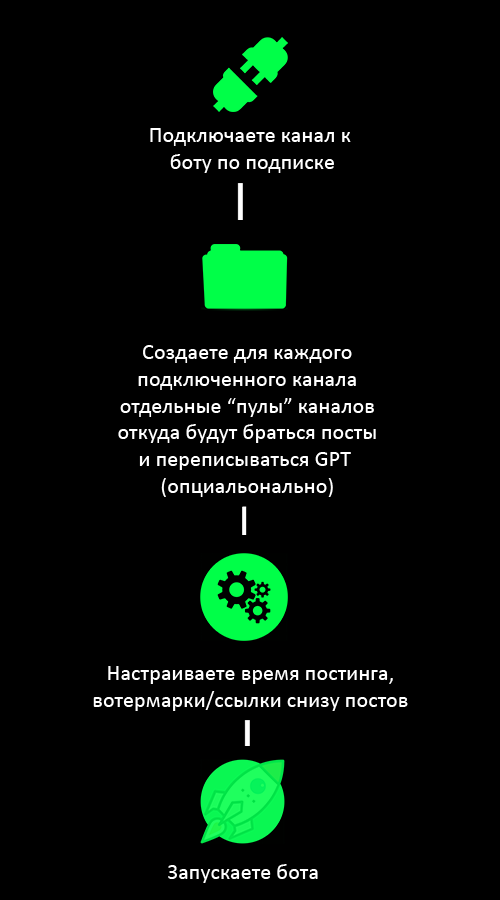 Подключаете канал к
боту по подписке
Создаете для каждого
подключенного канала
отдельные “пулы” каналов
откуда будут браться посты
и переписываться GPT
(опциальонально)
Настраиваете время постинга,
вотермарки/ссылки снизу постов
Запускаете бота